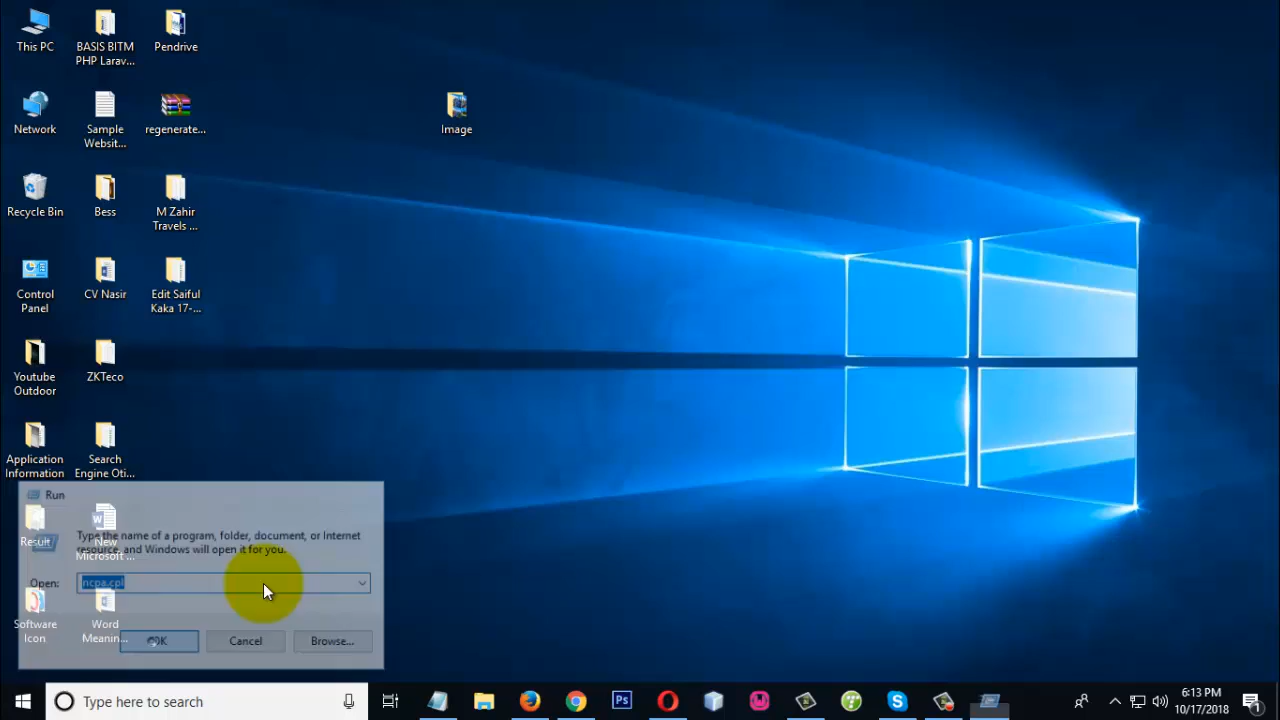 This PC
BASIS BITM
PHP Larav...
Pendrive
Network
Sample
Websit...
regenerate...
Image
Recycle Bin
Bess
M Zahir
Travels ...
Control
Panel
CV Nasir
Edit Saiful
Kaka 17-...
Youtube
Outdoor
ZKTeco
Application
Information
Search
Engine Oti...
Run
Result
New
Microsoft ...
Type the name of a program, folder, document, or Internet
resource, and Windows will open it for you.
Open:
ncpa.cpl
Software
Icon
Word
Meanin...
OK
Cancel
Browse...
Type here to search
Ps
6:13 PM
10/17/2018
1